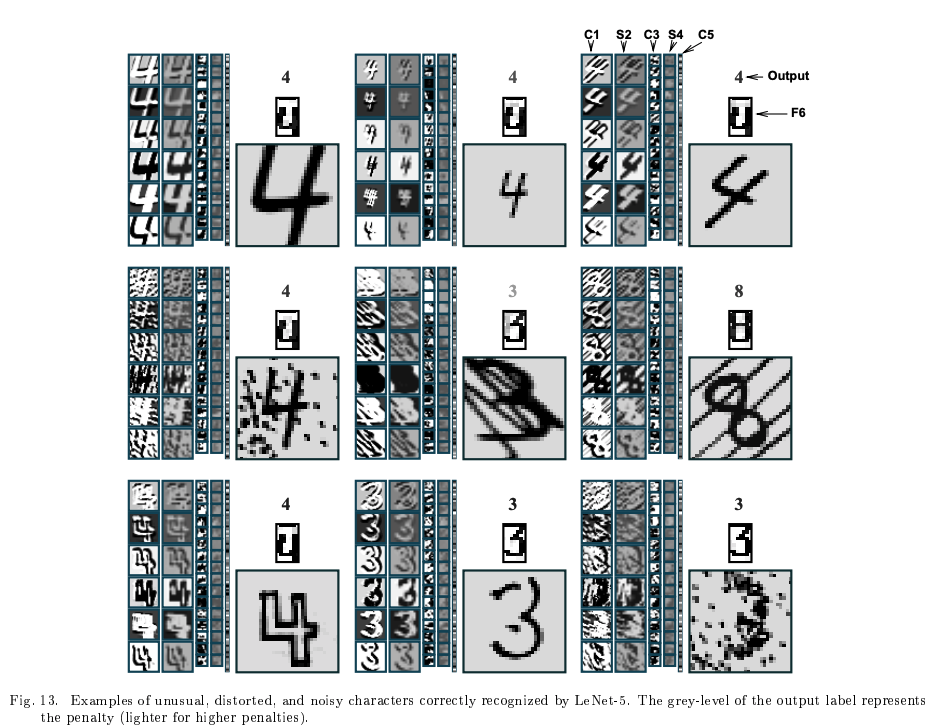 C1 S2 C3 S4 C5
4 4 4 Output
F6
4 3 8
4 3 3
Fig. 13. Examples of unusual, distorted, and noisy characters correctly recognized by LeNet-5. The grey-level of the output label represents
the penalty (lighter for higher penalties).